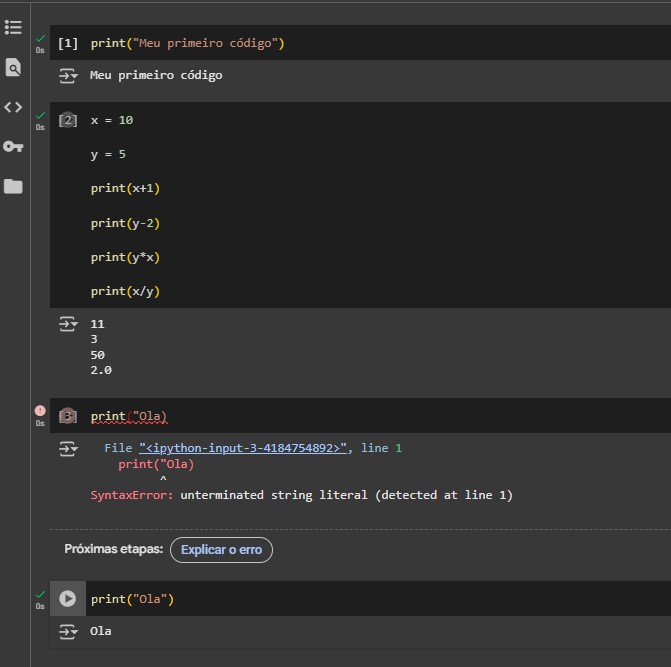 0s
[1] print("Meu primeiro código")
Meu primeiro código
0s
[2] x = 10
y = 5
print(x+1)
print(y-2)
print(y*x)
print(x/y)
11
3
50
2.0
0s
[3] print("Ola)
File "<ipython-input-3-4184754892>", line 1
print("Ola)
^
SyntaxError: unterminated string literal (detected at line 1)
Próximas etapas: Explicar o erro
0s
print("Ola")
Ola